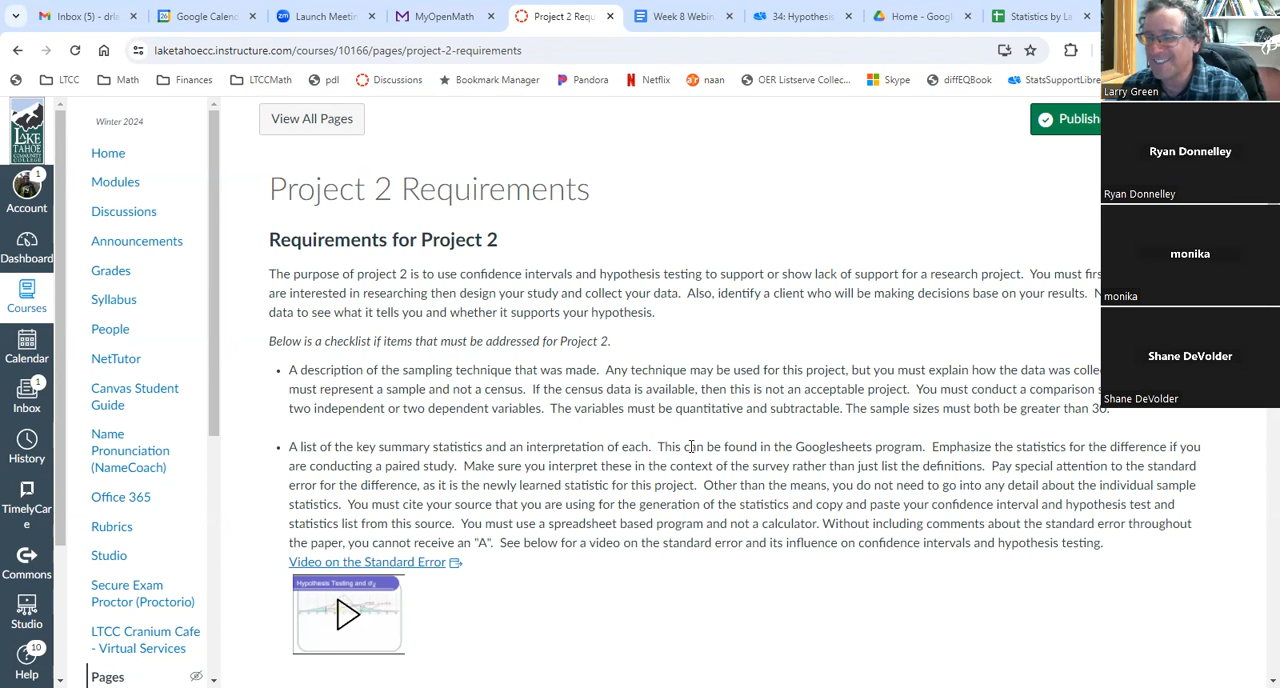 Inbox (5) - dr.la
Google Calend
Launch Meetin
MyOpenMath
Project 2 Requ
Week 8 Webin
34: Hypothesis
Home - Googl
Statistics by La
laketahoecc.instructure.com/courses/10166/pages/project-2-requirements
LTCC
Math
Finances
LTCCMath
pdl
Discussions
Bookmark Manager
Pandora
Netflix
naan
OER Listserve Collec...
Skype
diffEQBook
StatsSupportLibre
Larry Green
Ryan Donnelley
Ryan Donnelley
monika
monika
Shane DeVolder
Shane DeVolder
LAKE
TAHOE
1
Account
Dashboard
Courses
Calendar
1
Inbox
History
TimelyCar
e
Commons
Studio
10
Help
Winter 2024
Home
Modules
Discussions
Announcements
Grades
Syllabus
People
NetTutor
Canvas Student
Guide
Name
Pronunciation
(NameCoach)
Office 365
Rubrics
Studio
Secure Exam
Proctor (Proctorio)
LTCC Cranium Cafe
- Virtual Services
Pages
View All Pages
Publish
Project 2 Requirements
Requirements for Project 2
The purpose of project 2 is to use confidence intervals and hypothesis testing to support or show lack of support for a research project. You must firs
are interested in researching then design your study and collect your data. Also, identify a client who will be making decisions base on your results. N
data to see what it tells you and whether it supports your hypothesis.
Below is a checklist if items that must be addressed for Project 2.
• A description of the sampling technique that was made. Any technique may be used for this project, but you must explain how the data was colle
must represent a sample and not a census. If the census data is available, then this is not an acceptable project. You must conduct a comparison s
two independent or two dependent variables. The variables must be quantitative and subtractable. The sample sizes must both be greater than 30.
• A list of the key summary statistics and an interpretation of each. This can be found in the Googlesheets program. Emphasize the statistics for the difference if you
are conducting a paired study. Make sure you interpret these in the context of the survey rather than just list the definitions. Pay special attention to the standard
error for the difference, as it is the newly learned statistic for this project. Other than the means, you do not need to go into any detail about the individual sample
statistics. You must cite your source that you are using for the generation of the statistics and copy and paste your confidence interval and hypothesis test and
statistics list from this source. You must use a spreadsheet based program and not a calculator. Without including comments about the standard error throughout
the paper, you cannot receive an "A". See below for a video on the standard error and its influence on confidence intervals and hypothesis testing.
Video on the Standard Error
Hypothesis Testing and